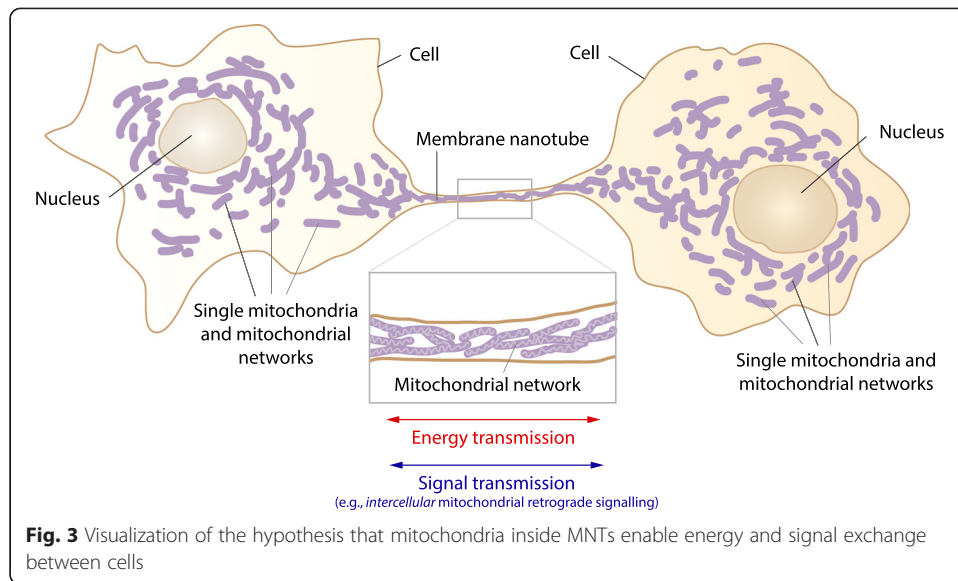 Cell
Cell
Membrane nanotube
Nucleus
Nucleus
Single mitochondria
and mitochondrial
networks
Mitochondrial network
Single mitochondria and
mitochondrial networks
Energy transmission
Signal transmission
(e.g., intercellular mitochondrial retrograde signalling)
Fig. 3 Visualization of the hypothesis that mitochondria inside MNTs enable energy and signal exchange
between cells